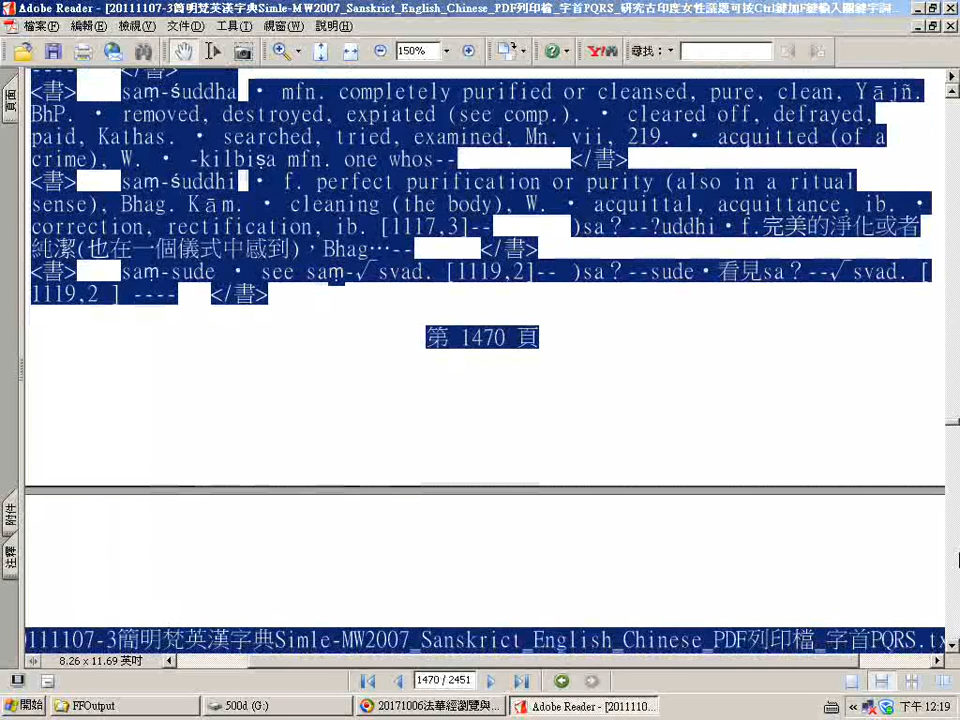 Adobe Reader - [20111107-3簡明梵英漢字典Simle-MW2007_Sanskrict_English_Chinese_PDF列印檔_字首PQRS_研究古印度女性議題可按Ctrl鍵加F鍵輸入關鍵字詞...
檔案(F) 編輯(E) 檢視(V) 文件(D) 工具(T) 視窗(W) 說明(H)
150% Y! 尋找：
頁面
---- </書>
<書> saṃ-śuddha • mfn. completely purified or cleansed, pure, clean, Yājñ.
BhP. • removed, destroyed, expiated (see comp.). • cleared off, defrayed,
paid, Kathas. • searched, tried, examined, Mn. vii, 219. • acquitted (of a
crime), W. • -kilbiṣa mfn. one whos-- </書>
<書> saṃ-śuddhi • f. perfect purification or purity (also in a ritual
sense), Bhag. Kām. • cleaning (the body), W. • acquittal, acquittance, ib. •
correction, rectification, ib. [1117,3]-- )sa？--?uddhi•f.完美的淨化或者
純潔(也在一個儀式中感到)，Bhag…-- </書>
<書> saṃ-sude • see saṃ-√svad. [1119,2]-- )sa？--sude•看見sa？--√svad. [
1119,2 ] ---- </書>
第 1470 頁
附件
注釋
0111107-3簡明梵英漢字典Simle-MW2007_Sanskrict_English_Chinese_PDF列印檔_字首PQRS.tx
8.26 x 11.69 英吋
1470 / 2451
開始 FFOutput 500d (G:) 20171006法華經瀏覽與... Adobe Reader - [2011110... 下午 12:19